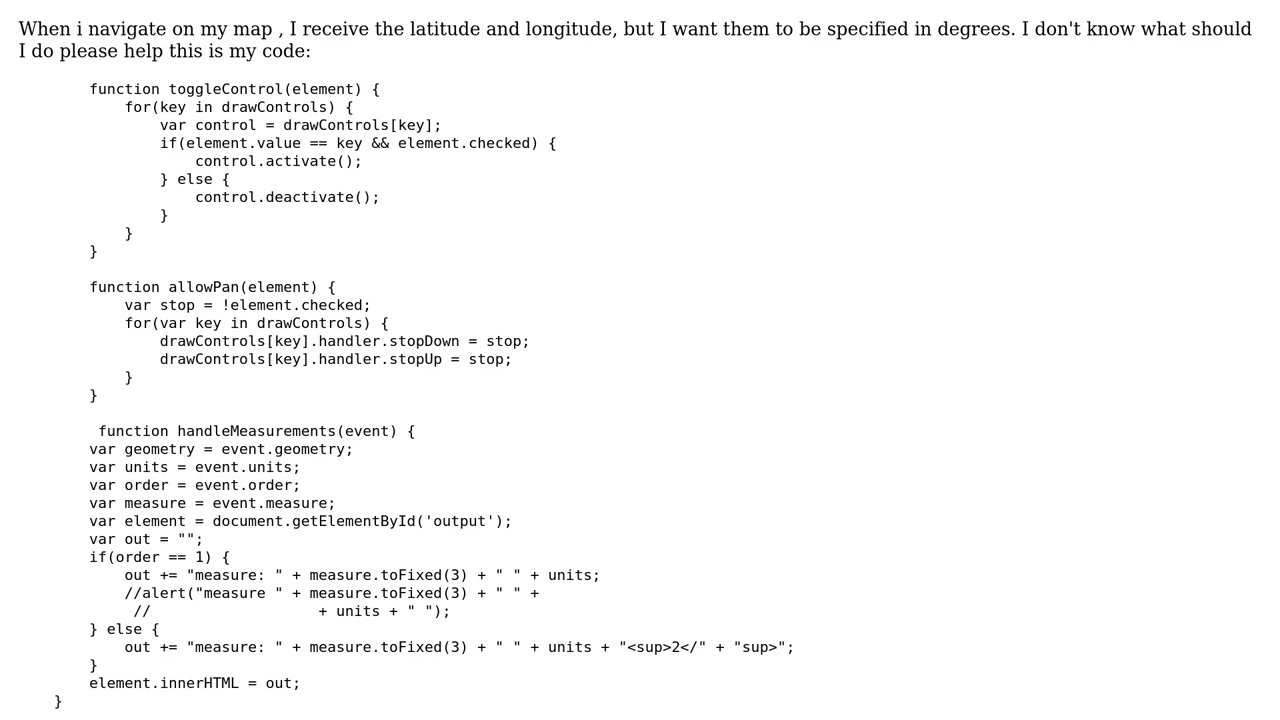 When i navigate on my map , I receive the latitude and longitude, but I want them to be specified in degrees. I don't know what should
I do please help this is my code:
        function toggleControl(element) {
            for(key in drawControls) {
                var control = drawControls[key];
                if(element.value == key && element.checked) {
                    control.activate();
                } else {
                    control.deactivate();
                }
            }
        }

        function allowPan(element) {
            var stop = !element.checked;
            for(var key in drawControls) {
                drawControls[key].handler.stopDown = stop;
                drawControls[key].handler.stopUp = stop;
            }
        }

         function handleMeasurements(event) {
        var geometry = event.geometry;
        var units = event.units;
        var order = event.order;
        var measure = event.measure;
        var element = document.getElementById('output');
        var out = "";
        if(order == 1) {
            out += "measure: " + measure.toFixed(3) + " " + units;
            //alert("measure " + measure.toFixed(3) + " " +
             //                   + units + " ");
        } else {
            out += "measure: " + measure.toFixed(3) + " " + units + "<sup>2</" + "sup>";
        }
        element.innerHTML = out;
    }